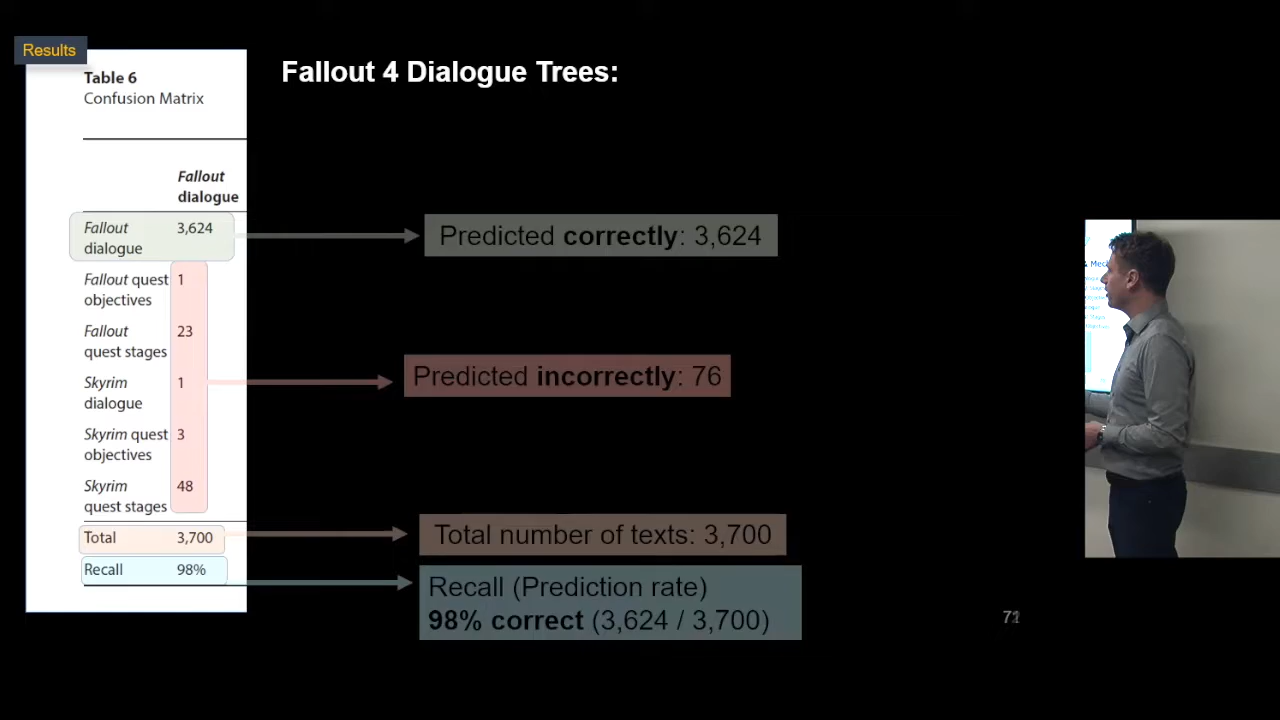 Results
Fallout 4 Dialogue Trees:
Table 6
Confusion Matrix
Fallout
dialogue
Fallout 3,624
dialogue
Predicted correctly: 3,624
Fallout quest 1
objectives
Fallout 23
quest stages
Skyrim 1
dialogue
Predicted incorrectly: 76
Skyrim quest 3
objectives
Skyrim 48
quest stages
Total 3,700
Total number of texts: 3,700
Recall 98%
Recall (Prediction rate)
98% correct (3,624 / 3,700)